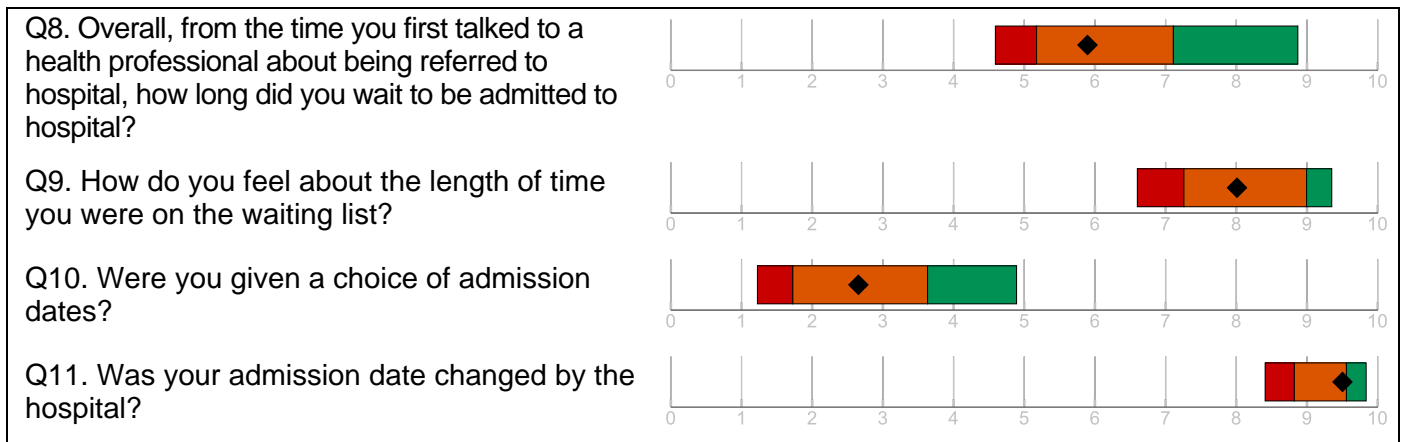 Q8. Overall, from the time you first talked to a
health professional about being referred to
hospital, how long did you wait to be admitted to
hospital?
0 1 2 3 4 5 6 7 8 9 10
Q9. How do you feel about the length of time
you were on the waiting list?
0 1 2 3 4 5 6 7 8 9 10
Q10. Were you given a choice of admission
dates?
0 1 2 3 4 5 6 7 8 9 10
Q11. Was your admission date changed by the
hospital?
0 1 2 3 4 5 6 7 8 9 10